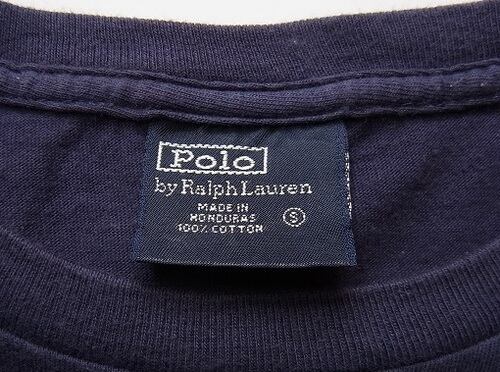 Polo
by Ralph Lauren
MADE IN
HONDURAS
100% COTTON
S